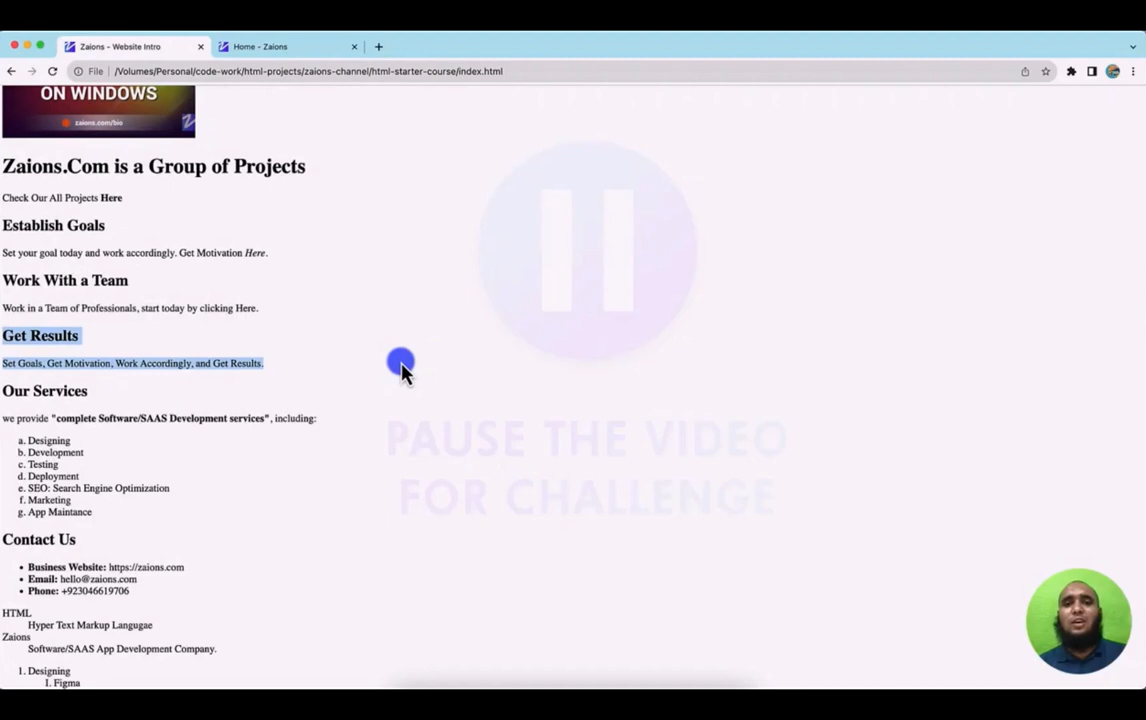 Zaions - Website Intro
Home - Zaions
File
/Volumes/Personal/code-work/html-projects/zaions-channel/html-starter-course/index.html
ON WINDOWS
zaions.com/bio
Zaions.Com is a Group of Projects
Check Our All Projects Here
Establish Goals
Set your goal today and work accordingly. Get Motivation Here.
Work With a Team
Work in a Team of Professionals, start today by clicking Here.
Get Results
Set Goals, Get Motivation, Work Accordingly, and Get Results.
Our Services
we provide "complete Software/SAAS Development services", including:
a. Designing
b. Development
c. Testing
d. Deployment
e. SEO: Search Engine Optimization
f. Marketing
g. App Maintance
Contact Us
• Business Website: https://zaions.com
• Email: hello@zaions.com
• Phone: +923046619706
HTML
Hyper Text Markup Langugae
Zaions
Software/SAAS App Development Company.
1. Designing
I. Figma
PAUSE THE VIDEO
FOR CHALLENGE